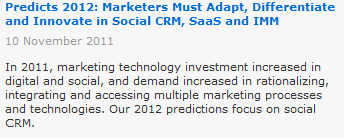 Predicts 2012: Marketers Must Adapt, Differentiate
and Innovate in Social CRM, SaaS and IMM
10 November 2011
In 2011, marketing technology investment increased in
digital and social, and demand increased in rationalizing,
integrating and accessing multiple marketing processes
and technologies. Our 2012 predictions focus on social
CRM.